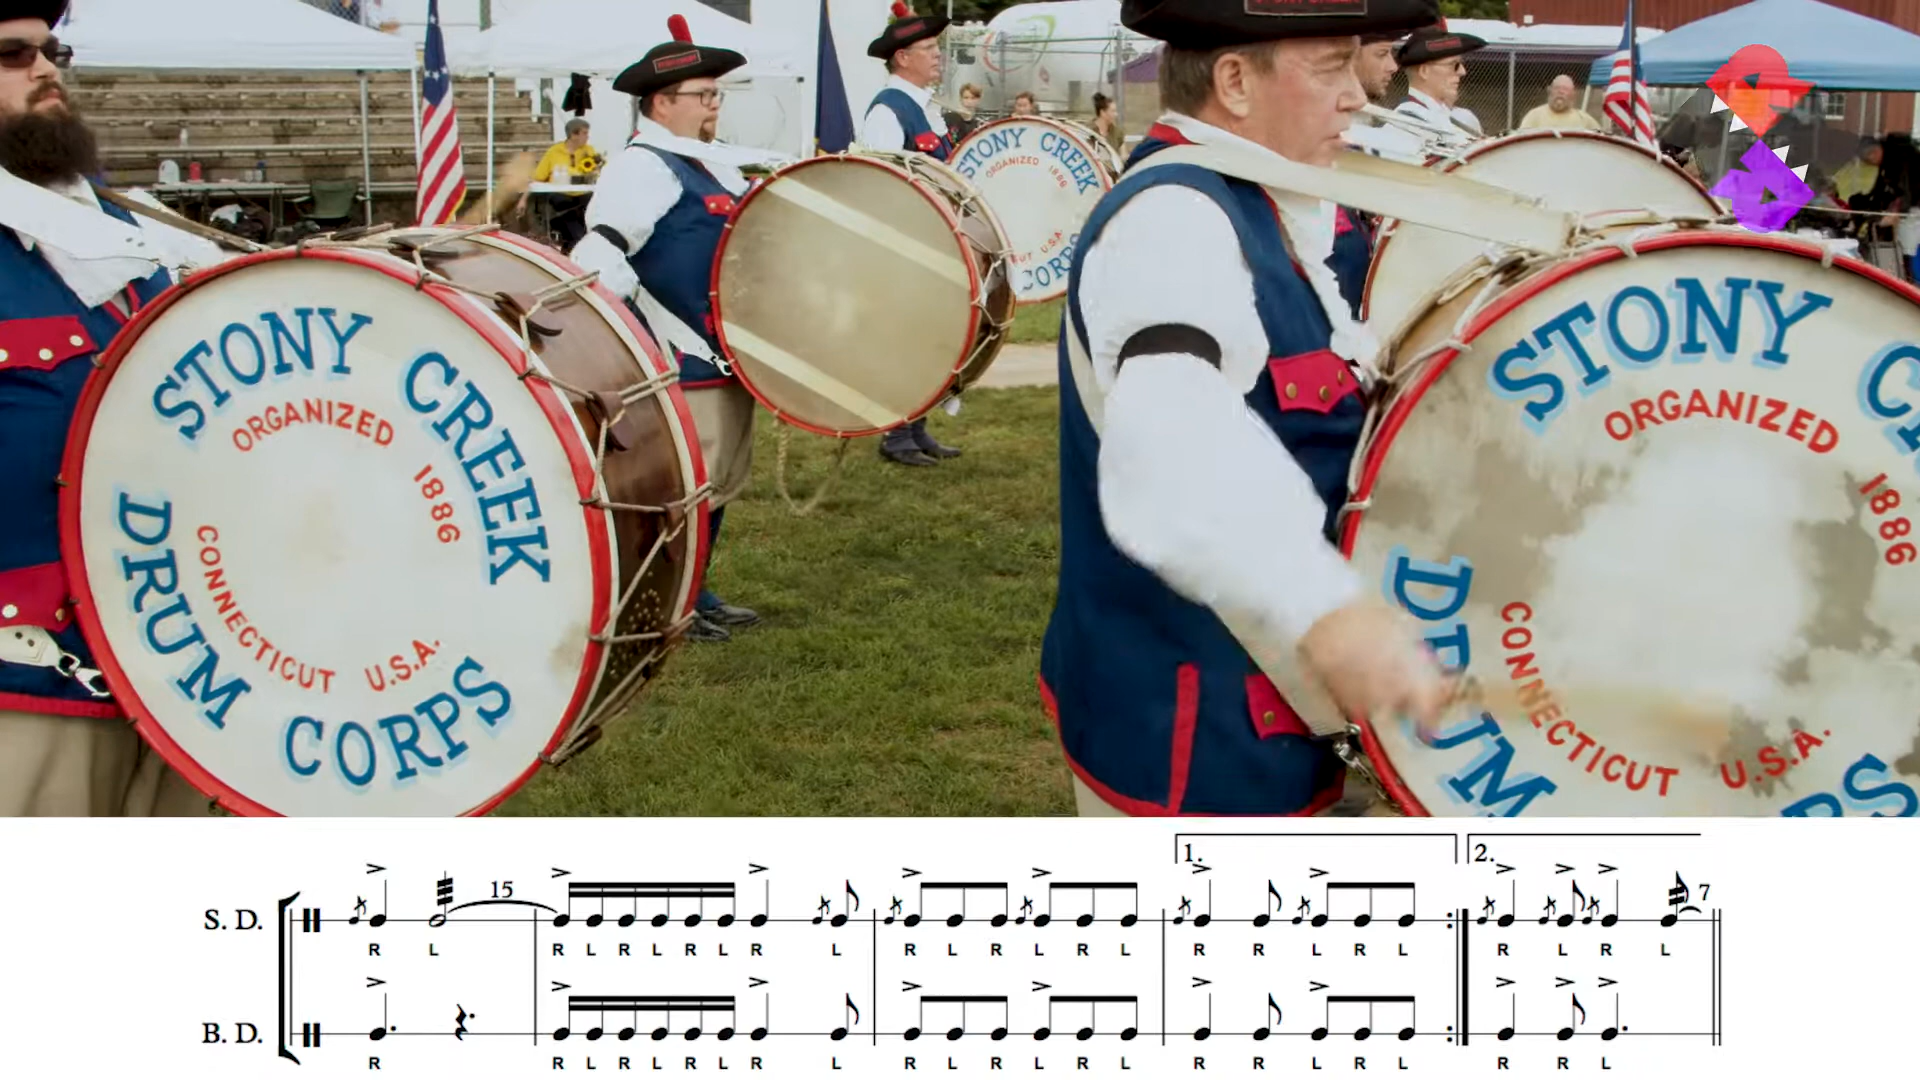 STONY CREEK
ORGANIZED 1886
CONNECTICUT U.S.A.
DRUM CORPS
STONY CREEK
ORGANIZED 1886
U.S.A.
CORPS
STONY
ORGANIZED
1886
CONNECTICUT U.S.A.
DRUM
1. 2.
15 7
S. D.
R L R L R L R L R L R L R L R L R R L R L R L R L
B. D.
R R L R L R L R L R L R L R L R R L R L R R L